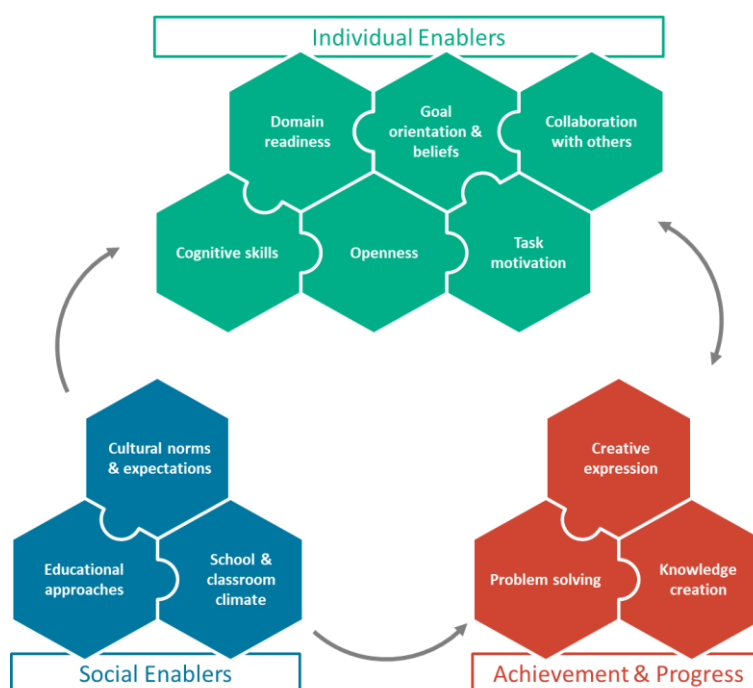 Individual Enablers
Domain
readiness
Goal
orientation &
beliefs
Collaboration
with others
Cognitive skills
Openness
Task
motivation
Cultural norms
& expectations
Educational
approaches
School &
classroom
climate
Social Enablers
Creative
expression
Problem solving
Knowledge
creation
Achievement & Progress